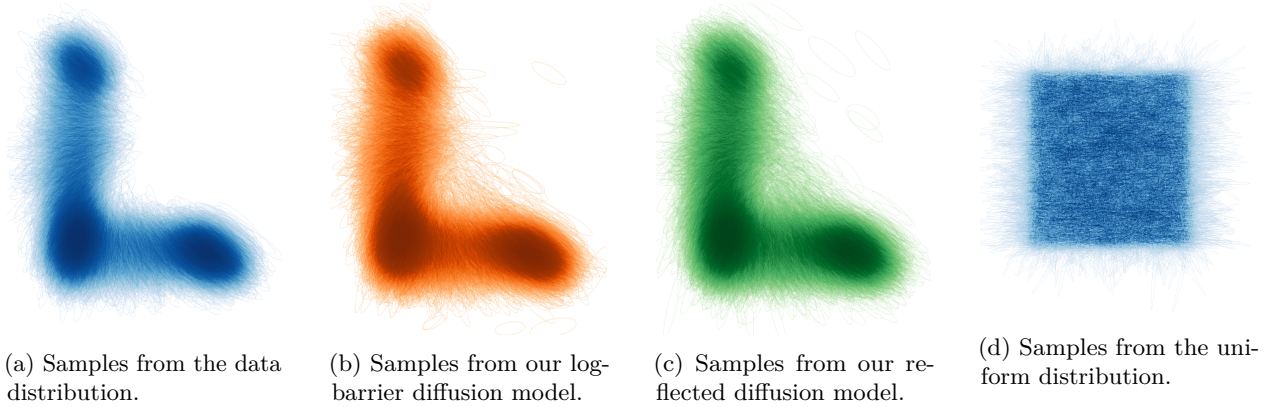 (a) Samples from the data
distribution.
(b) Samples from our log-
barrier diffusion model.
(c) Samples from our re-
flected diffusion model.
(d) Samples from the uni-
form distribution.